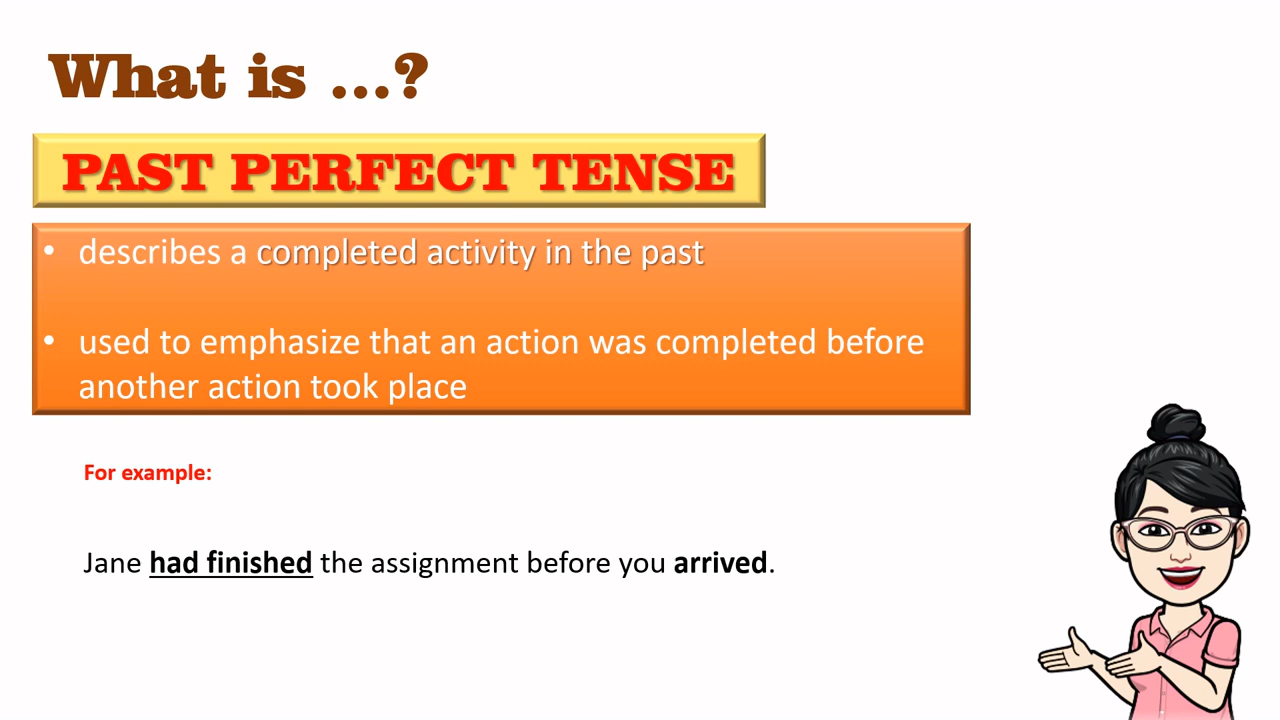 What is ...?
PAST PERFECT TENSE
• describes a completed activity in the past
• used to emphasize that an action was completed before
another action took place
For example:
Jane had finished the assignment before you arrived.